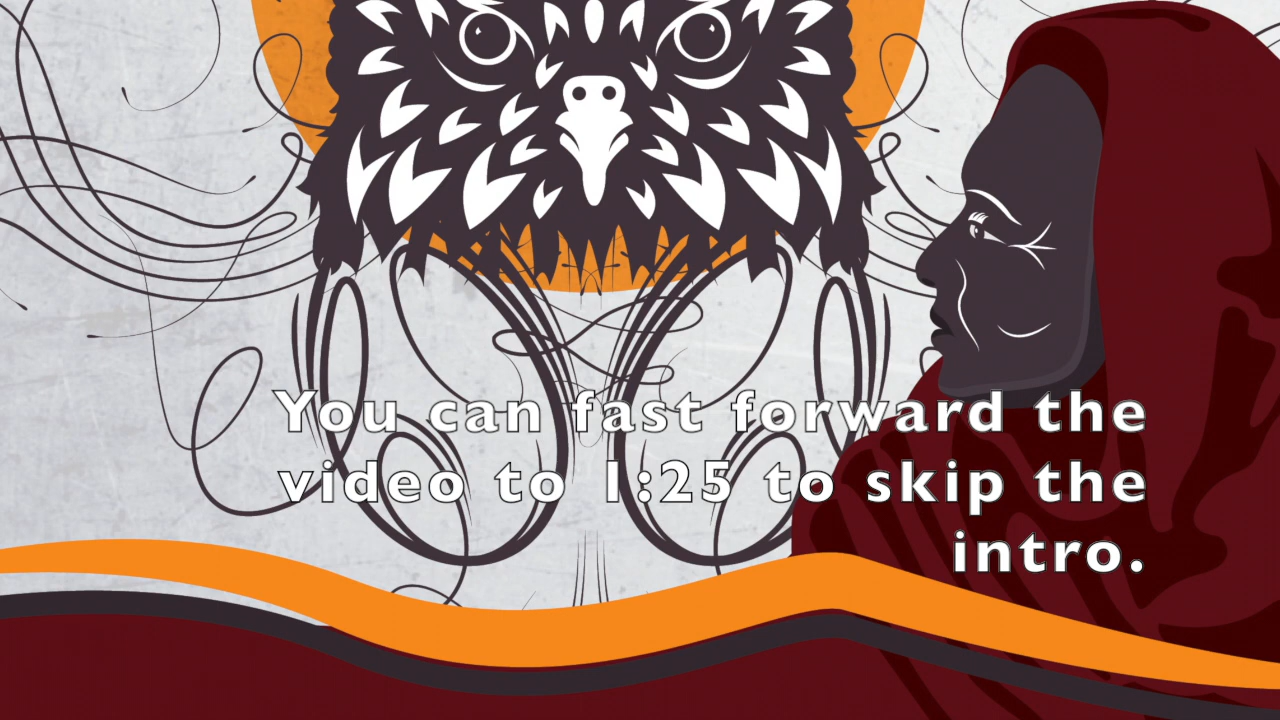 You can fast forward the
video to 1:25 to skip the
intro.